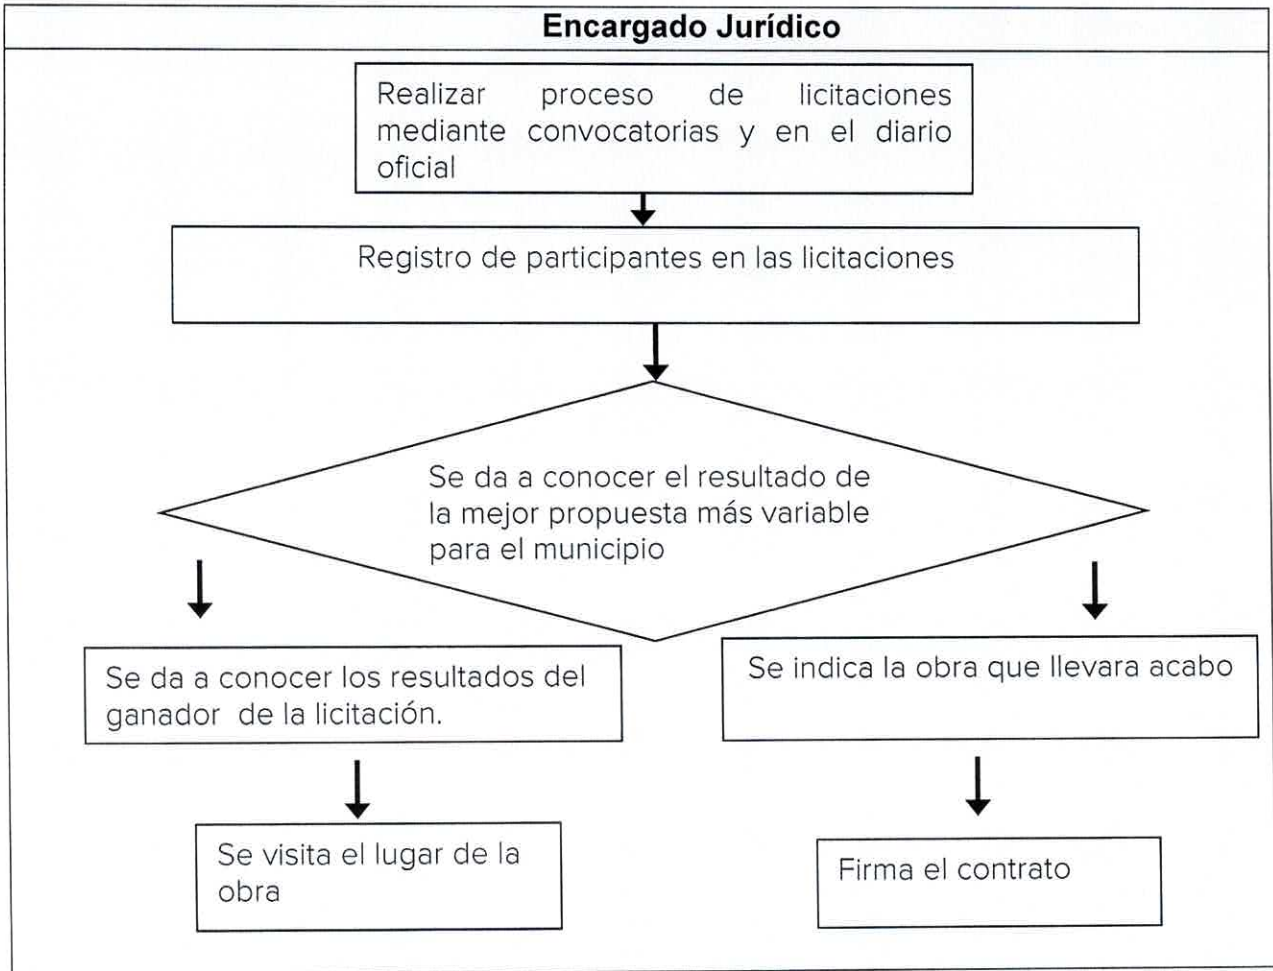 Encargado Jurídico
Realizar proceso de licitaciones
mediante convocatorias y en el diario
oficial
Registro de participantes en las licitaciones
Se da a conocer el resultado de
la mejor propuesta más variable
para el municipio
Se da a conocer los resultados del
ganador de la licitación.
Se indica la obra que llevara acabo
Se visita el lugar de la
obra
Firma el contrato